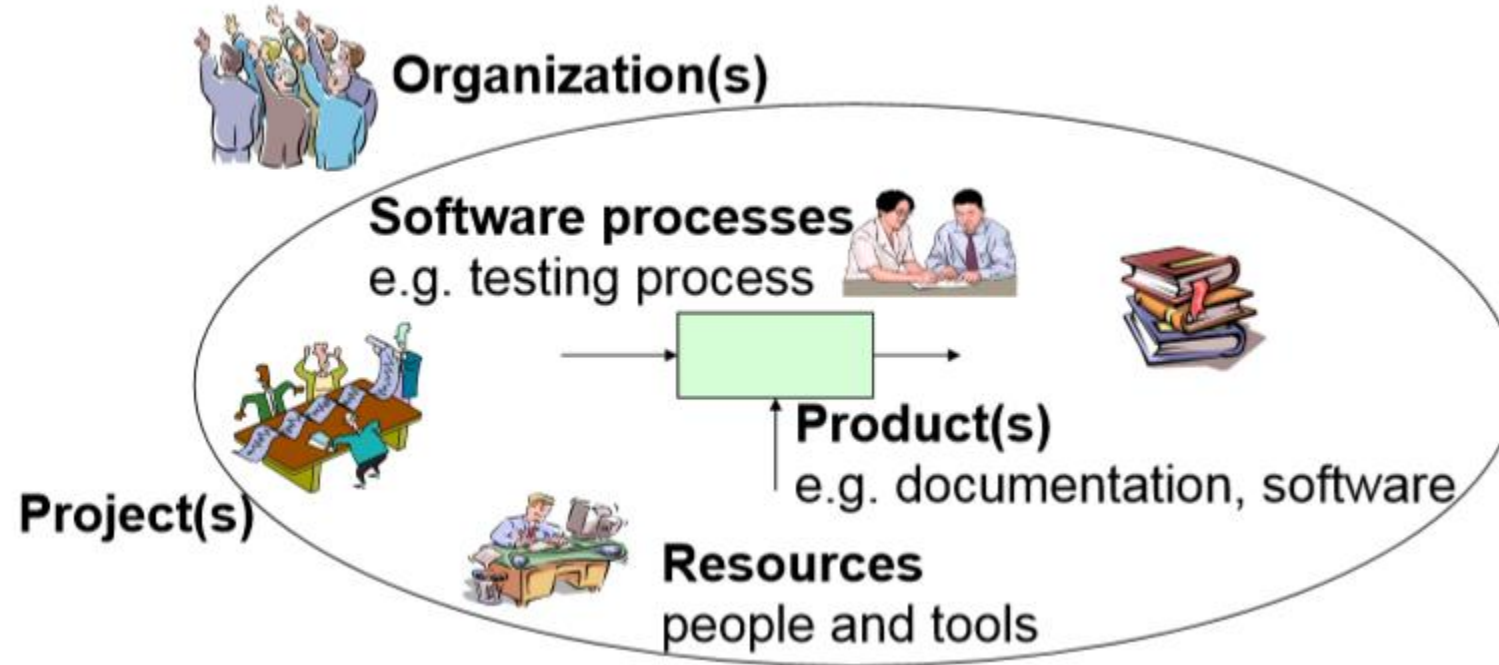 Organization(s)
Software processes
e.g. testing process
Product(s)
e.g. documentation, software
Project(s)
Resources
people and tools